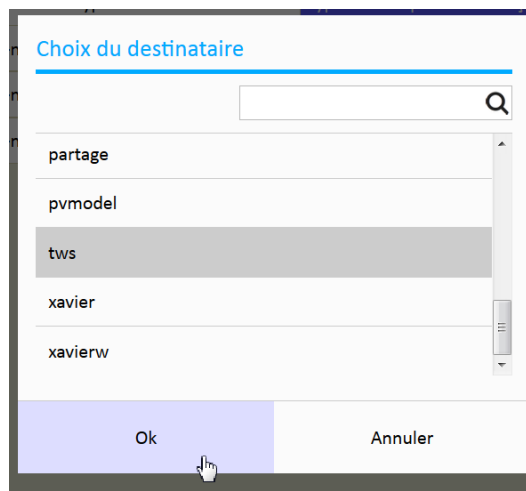 Choix du destinataire
partage
pvmodel
tws
xavier
xavierw
Ok
Annuler